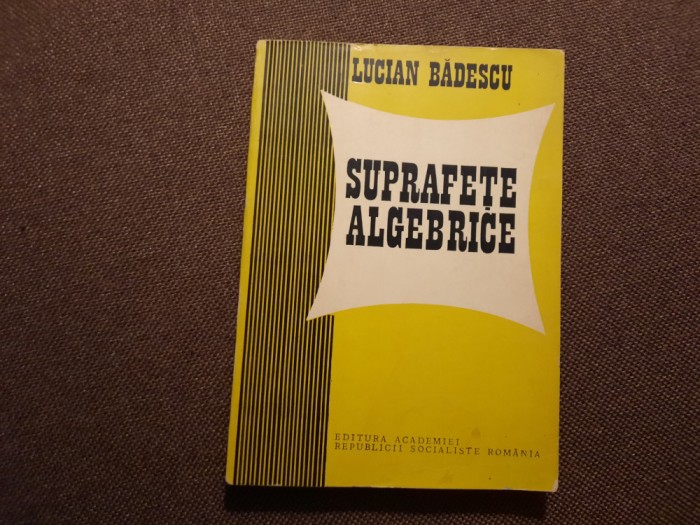 LUCIAN BĂDESCU
SUPRAFEȚE
ALGEBRICE
EDITURA ACADEMIEI
REPUBLICII SOCIALISTE ROMÂNIA